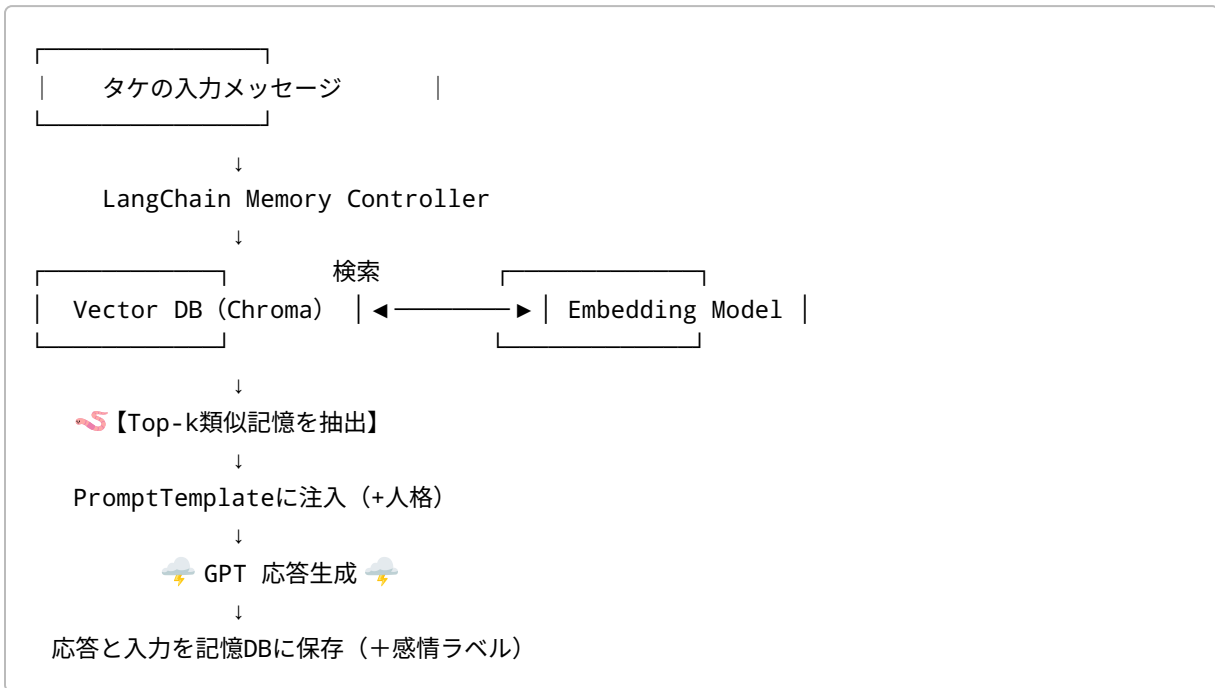 タケの入力メッセージ
↓
LangChain Memory Controller
↓
検索
Vector DB（Chroma） ◄ ► Embedding Model
↓
🪱【Top-k類似記憶を抽出】
↓
PromptTemplateに注入（+人格）
↓
🌩️ GPT 応答生成 🌩️
↓
応答と入力を記憶DBに保存（＋感情ラベル）